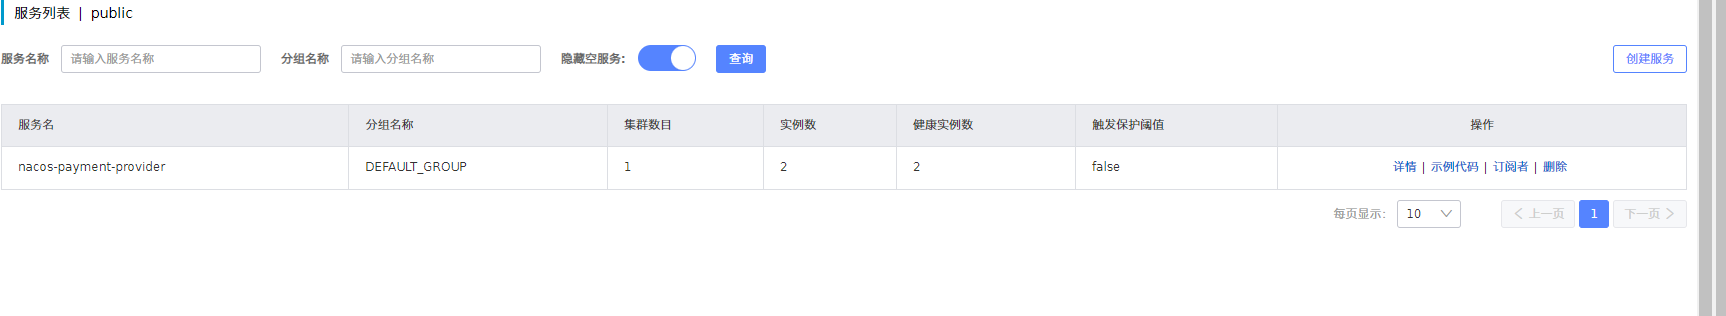 服务列表 | public
服务名称 请输入服务名称 分组名称 请输入分组名称 隐藏空服务: 查询 创建服务
服务名 分组名称 集群数目 实例数 健康实例数 触发保护阈值 操作
nacos-payment-provider DEFAULT_GROUP 1 2 2 false 详情 | 示例代码 | 订阅者 | 删除
每页显示: 10 上一页 1 下一页